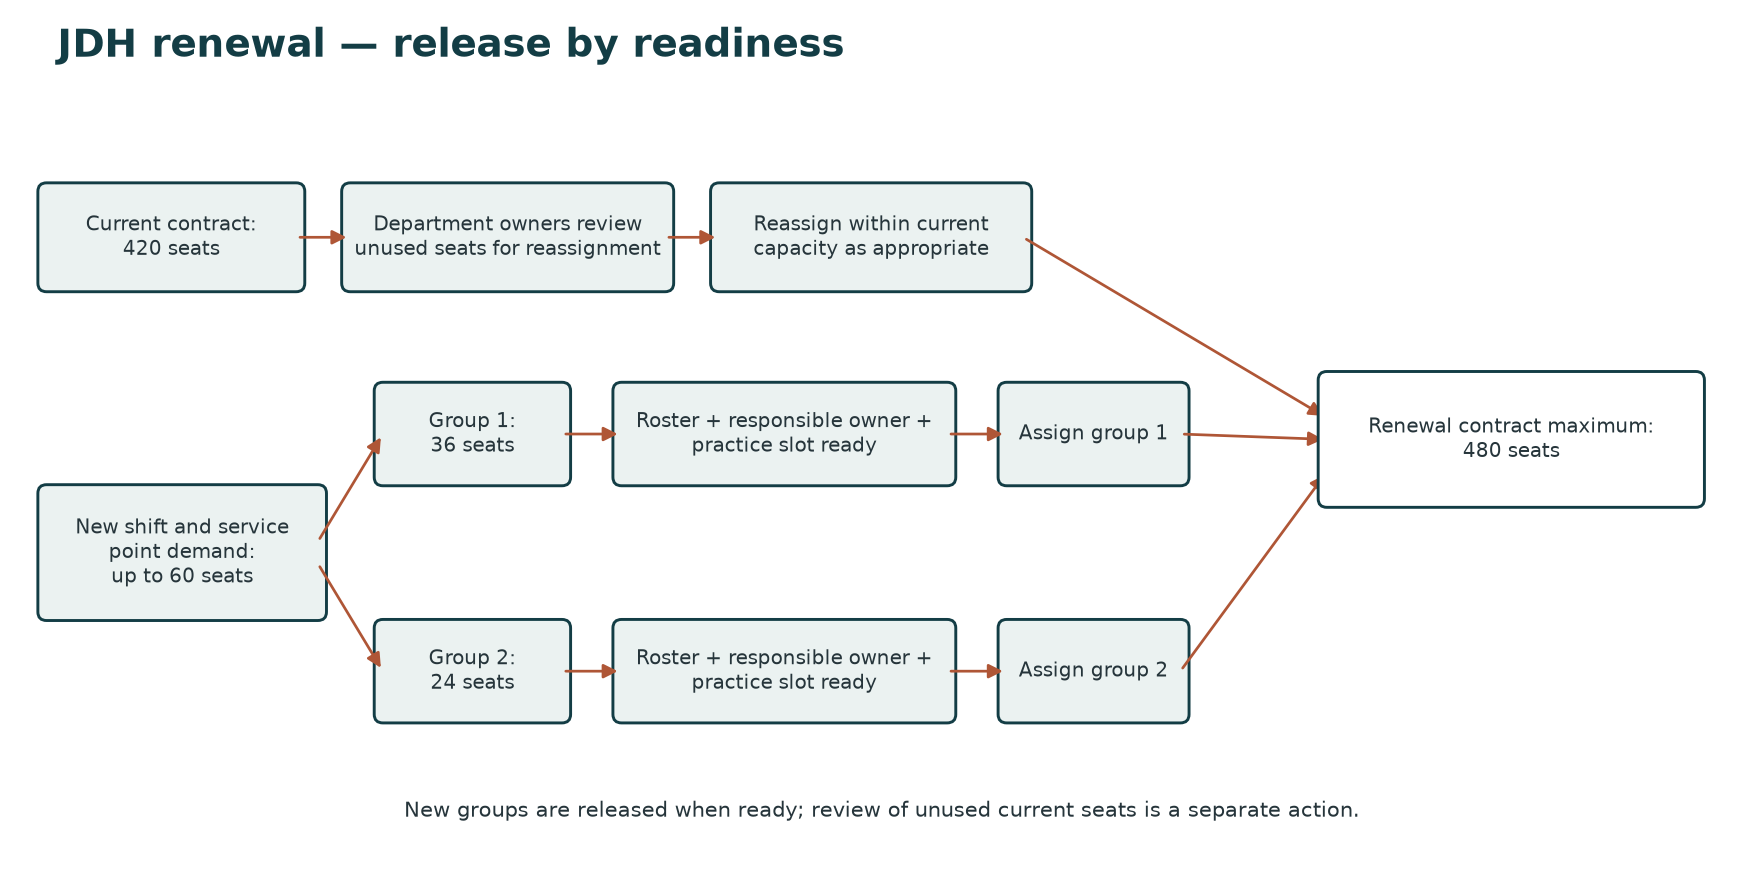 JDH renewal — release by readiness
Current contract:
420 seats
Department owners review
unused seats for reassignment
Reassign within current
capacity as appropriate
New shift and service
point demand:
up to 60 seats
Group 1:
36 seats
Roster + responsible owner +
practice slot ready
Assign group 1
Group 2:
24 seats
Roster + responsible owner +
practice slot ready
Assign group 2
Renewal contract maximum:
480 seats
New groups are released when ready; review of unused current seats is a separate action.